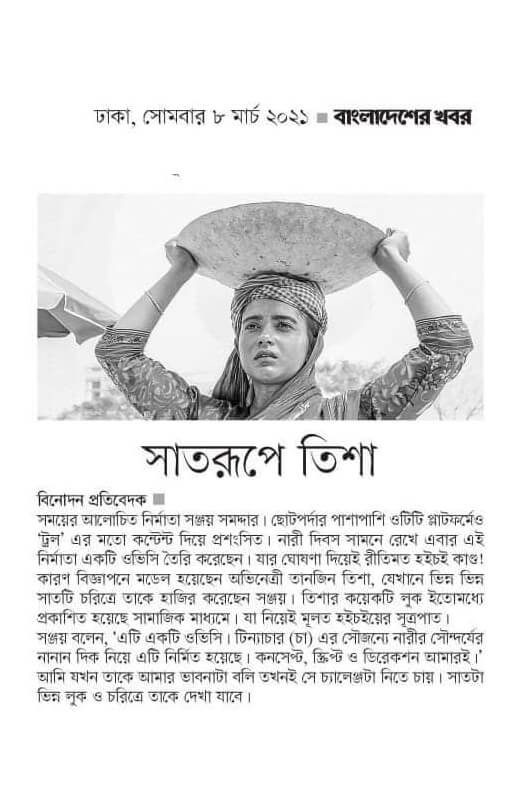 ঢাকা, সোমবার ৮ মার্চ ২০২১ ■ বাংলাদেশের খবর
সাতরূপে তিশা
বিনোদন প্রতিবেদক ■
সময়ের আলোচিত নির্মাতা সঞ্জয় সমদ্দার। ছোটপর্দার পাশাপাশি ওটিটি প্লাটফর্মেও
‘ট্রল’ এর মতো কন্টেন্ট দিয়ে প্রশংসিত। নারী দিবস সামনে রেখে এবার এই
নির্মাতা একটি ওভিসি তৈরি করেছেন। যার ঘোষণা দিয়েই রীতিমত হইচই কাণ্ড!
কারণ বিজ্ঞাপনে মডেল হয়েছেন অভিনেত্রী তানজিন তিশা, যেখানে ভিন্ন ভিন্ন
সাতটি চরিত্রে তাকে হাজির করেছেন সঞ্জয়। তিশার কয়েকটি লুক ইতোমধ্যে
প্রকাশিত হয়েছে সামাজিক মাধ্যমে। যা নিয়েই মূলত হইচইয়ের সূত্রপাত।
সঞ্জয় বলেন, ‘এটি একটি ওভিসি। টিন্যাচার (চা) এর সৌজন্যে নারীর সৌন্দর্যের
নানান দিক নিয়ে এটি নির্মিত হয়েছে। কনসেপ্ট, স্ক্রিপ্ট ও ডিরেকশন আমারই।’
আমি যখন তাকে আমার ভাবনাটা বলি তখনই সে চ্যালেঞ্জটা নিতে চায়। সাতটা
ভিন্ন লুক ও চরিত্রে তাকে দেখা যাবে।